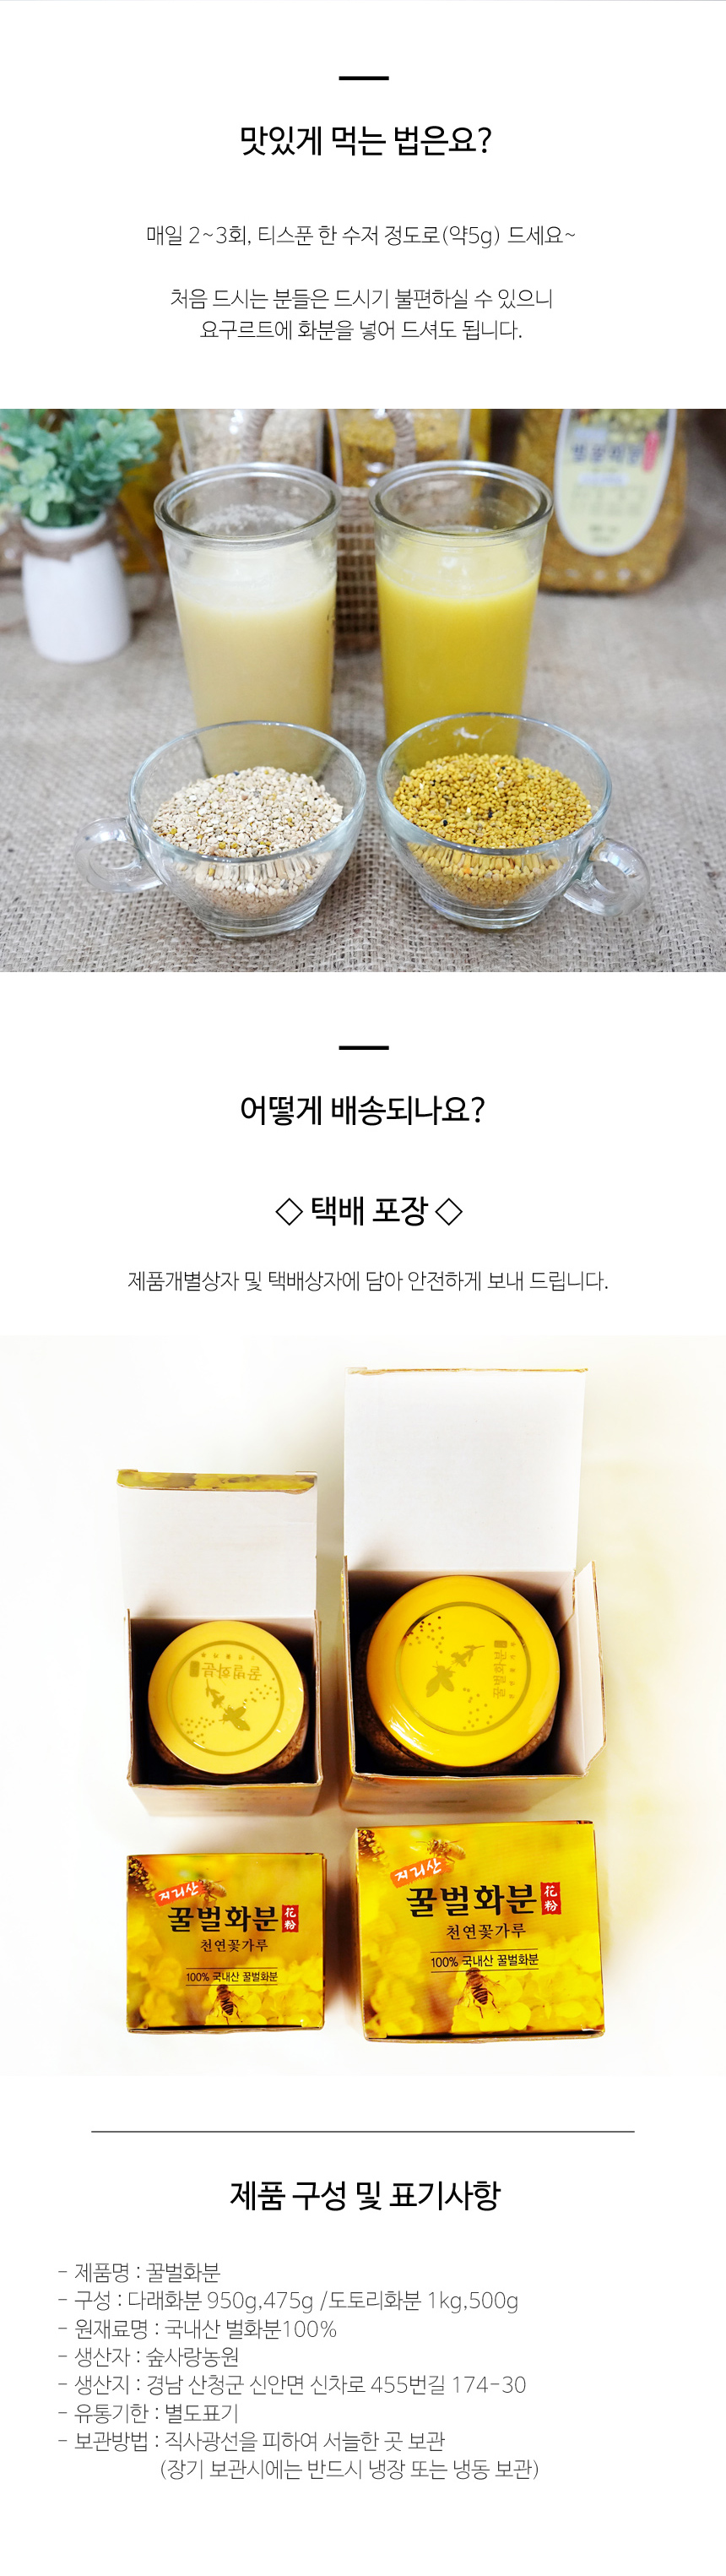 맛있게 먹는 법은요?
매일 2~3회, 티스푼 한 수저 정도로(약5g) 드세요~
처음 드시는 분들은 드시기 불편하실 수 있으니
요구르트에 화분을 넣어 드셔도 됩니다.
어떻게 배송되나요?
◇ 택배 포장 ◇
제품개별상자 및 택배상자에 담아 안전하게 보내 드립니다.
꿀벌화분
꿀벌화분
지리산
꿀벌화분
花粉
천연꽃가루
100% 국내산 꿀벌화분
지리산
꿀벌화분
花粉
천연꽃가루
100% 국내산 꿀벌화분
제품 구성 및 표기사항
- 제품명 : 꿀벌화분
- 구성 : 다래화분 950g,475g /도토리화분 1kg,500g
- 원재료명 : 국내산 벌화분100%
- 생산자 : 숲사랑농원
- 생산지 : 경남 산청군 신안면 신차로 455번길 174-30
- 유통기한 : 별도표기
- 보관방법 : 직사광선을 피하여 서늘한 곳 보관
(장기 보관시에는 반드시 냉장 또는 냉동 보관)